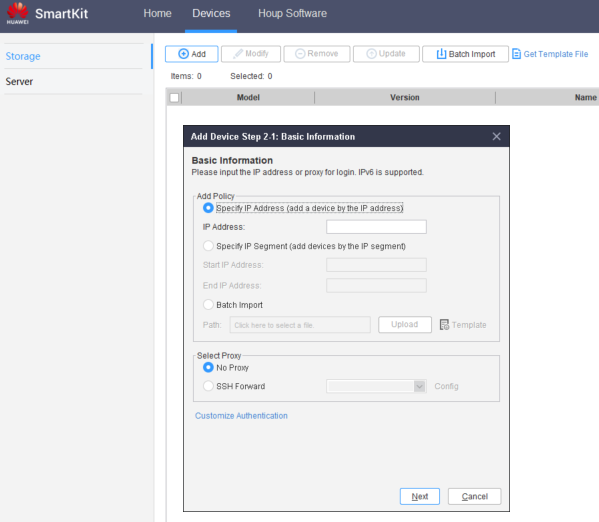 HUAWEI SmartKit Home Devices Houp Software
Storage
Server
Add Modify Remove Update Batch Import Get Template File
Items: 0 Selected: 0
Model Version Name
Add Device Step 2-1: Basic Information
Basic Information
Please input the IP address or proxy for login. IPv6 is supported.
Add Policy
Specify IP Address (add a device by the IP address)
IP Address:
Specify IP Segment (add devices by the IP segment)
Start IP Address:
End IP Address:
Batch Import
Path: Click here to select a file Upload Template
Select Proxy
No Proxy
SSH Forward Config
Customize Authentication
Next Cancel